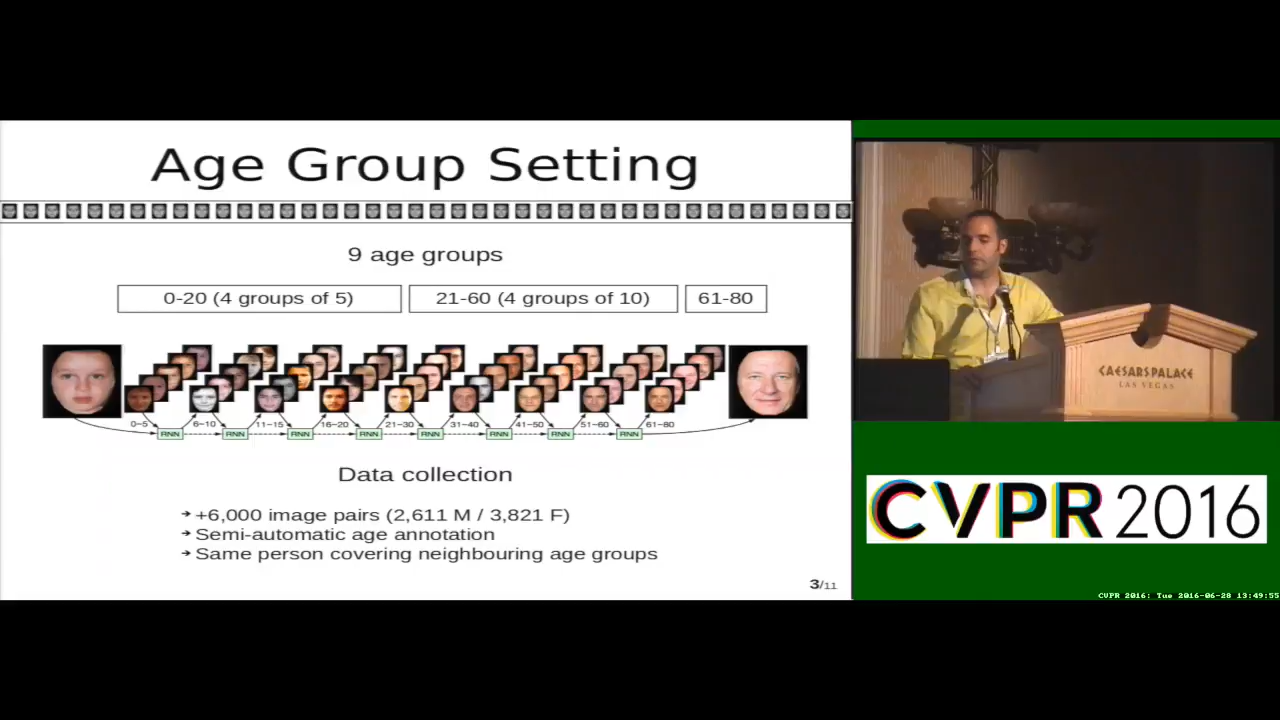 Age Group Setting
9 age groups
0-20 (4 groups of 5)
21-60 (4 groups of 10)
61-80
0-5
6-10
11-15
16-20
21-30
31-40
41-50
51-60
61-80
RNN
RNN
RNN
RNN
RNN
RNN
RNN
RNN
Data collection
→ +6,000 image pairs (2,611 M / 3,821 F)
→ Semi-automatic age annotation
→ Same person covering neighbouring age groups
3/11
CAESARS PALACE
LAS VEGAS
CVPR 2016
CVPR 2016: Tue 2016-06-28 13:49:55